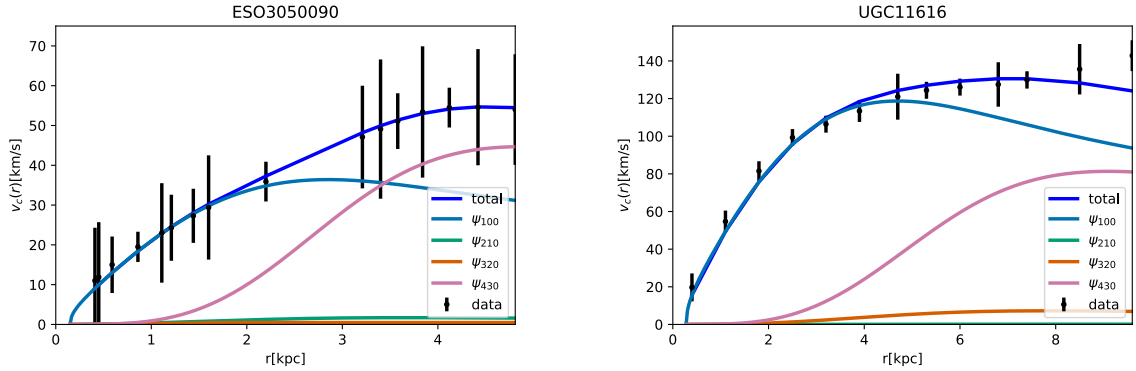 ESO3050090
70
60
50
40
30
20
10
0
v_c(r)[km/s]
total
ψ_100
ψ_210
ψ_320
ψ_430
data
0
1
2
3
4
r[kpc]
UGC11616
140
120
100
80
60
40
20
0
v_c(r)[km/s]
total
ψ_100
ψ_210
ψ_320
ψ_430
data
0
2
4
6
8
r[kpc]